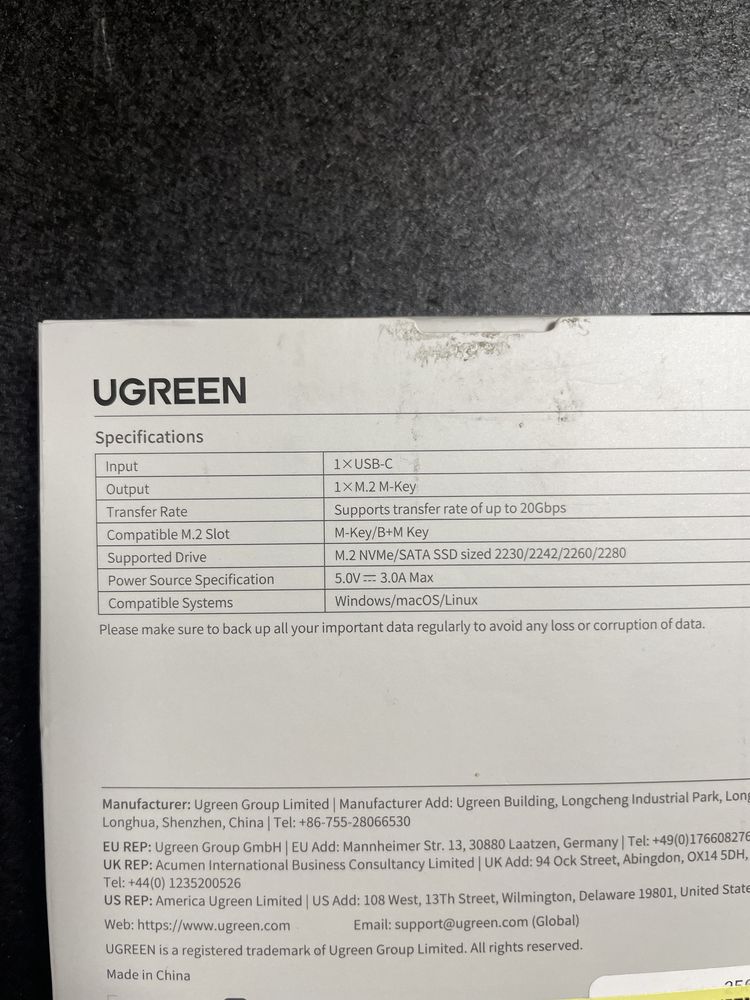 UGREEN
Specifications
Input 1×USB-C
Output 1×M.2 M-Key
Transfer Rate Supports transfer rate of up to 20Gbps
Compatible M.2 Slot M-Key/B+M Key
Supported Drive M.2 NVMe/SATA SSD sized 2230/2242/2260/2280
Power Source Specification 5.0V⎓ 3.0A Max
Compatible Systems Windows/macOS/Linux
Please make sure to back up all your important data regularly to avoid any loss or corruption of data.
Manufacturer: Ugreen Group Limited | Manufacturer Add: Ugreen Building, Longcheng Industrial Park,
Longhua, Shenzhen, China | Tel: +86-755-28066530
EU REP: Ugreen Group GmbH | EU Add: Mannheimer Str. 13, 30880 Laatzen, Germany | Tel: +49(0)176608276
UK REP: Acumen International Business Consultancy Limited | UK Add: 94 Ock Street, Abingdon, OX14 5DH,
Tel: +44(0) 1235200526
US REP: America Ugreen Limited | US Add: 108 West, 13Th Street, Wilmington, Delaware 19801, United State
Web: https://www.ugreen.com Email: support@ugreen.com (Global)
UGREEN is a registered trademark of Ugreen Group Limited. All rights reserved.
Made in China